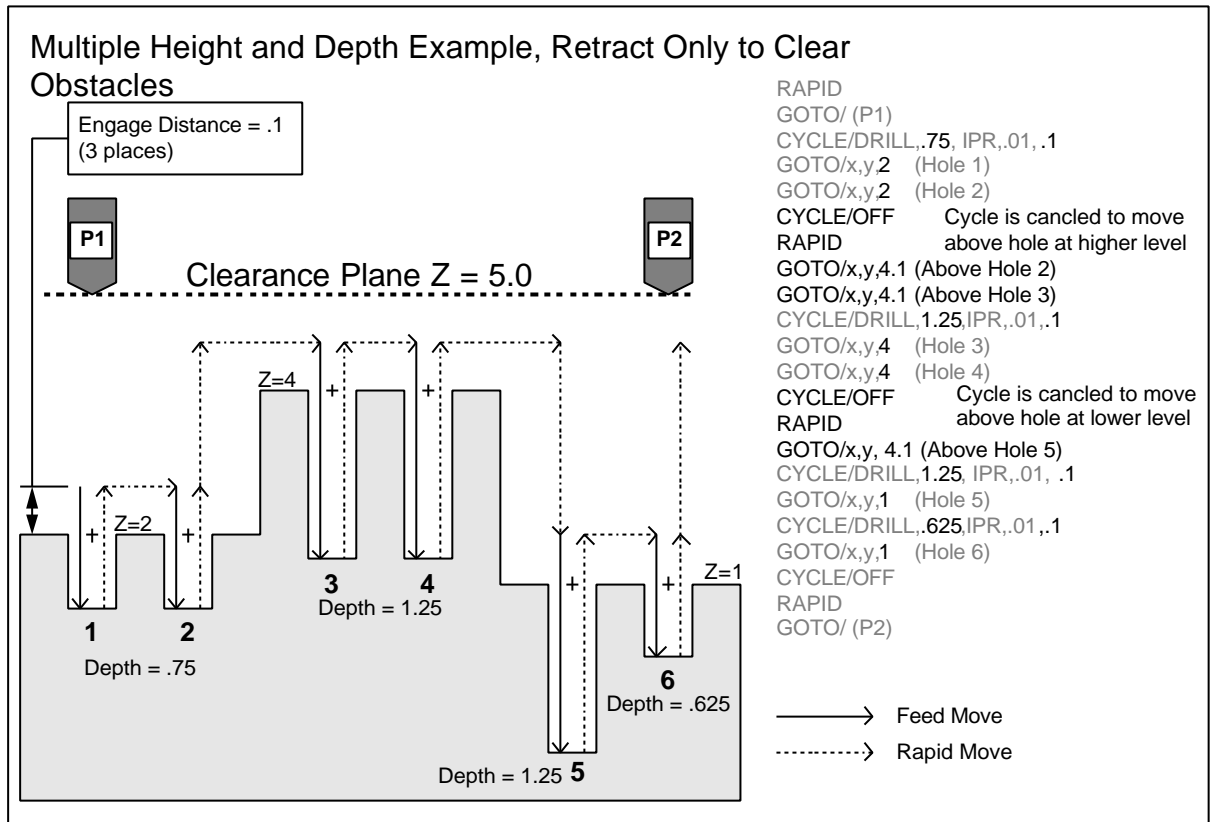 Multiple Height and Depth Example, Retract Only to Clear
Obstacles
Engage Distance = .1
(3 places)
P1
P2
Clearance Plane Z = 5.0
Z=4
+
+
Z=2
+
+
3
4
Depth = 1.25
Z=1
+
+
1
2
Depth = .75
6
Depth = .625
Depth = 1.25
5
RAPID
GOTO/ (P1)
CYCLE/DRILL,.75, IPR,.01, .1
GOTO/x,y,2 (Hole 1)
GOTO/x,y,2 (Hole 2)
CYCLE/OFF Cycle is cancled to move
RAPID above hole at higher level
GOTO/x,y,4.1 (Above Hole 2)
GOTO/x,y,4.1 (Above Hole 3)
CYCLE/DRILL,1.25,IPR,.01,.1
GOTO/x,y,4 (Hole 3)
GOTO/x,y,4 (Hole 4)
CYCLE/OFF Cycle is cancled to move
RAPID above hole at lower level
GOTO/x,y, 4.1 (Above Hole 5)
CYCLE/DRILL,1.25, IPR,.01, .1
GOTO/x,y,1 (Hole 5)
CYCLE/DRILL,.625,IPR,.01,.1
GOTO/x,y,1 (Hole 6)
CYCLE/OFF
RAPID
GOTO/ (P2)
Feed Move
Rapid Move